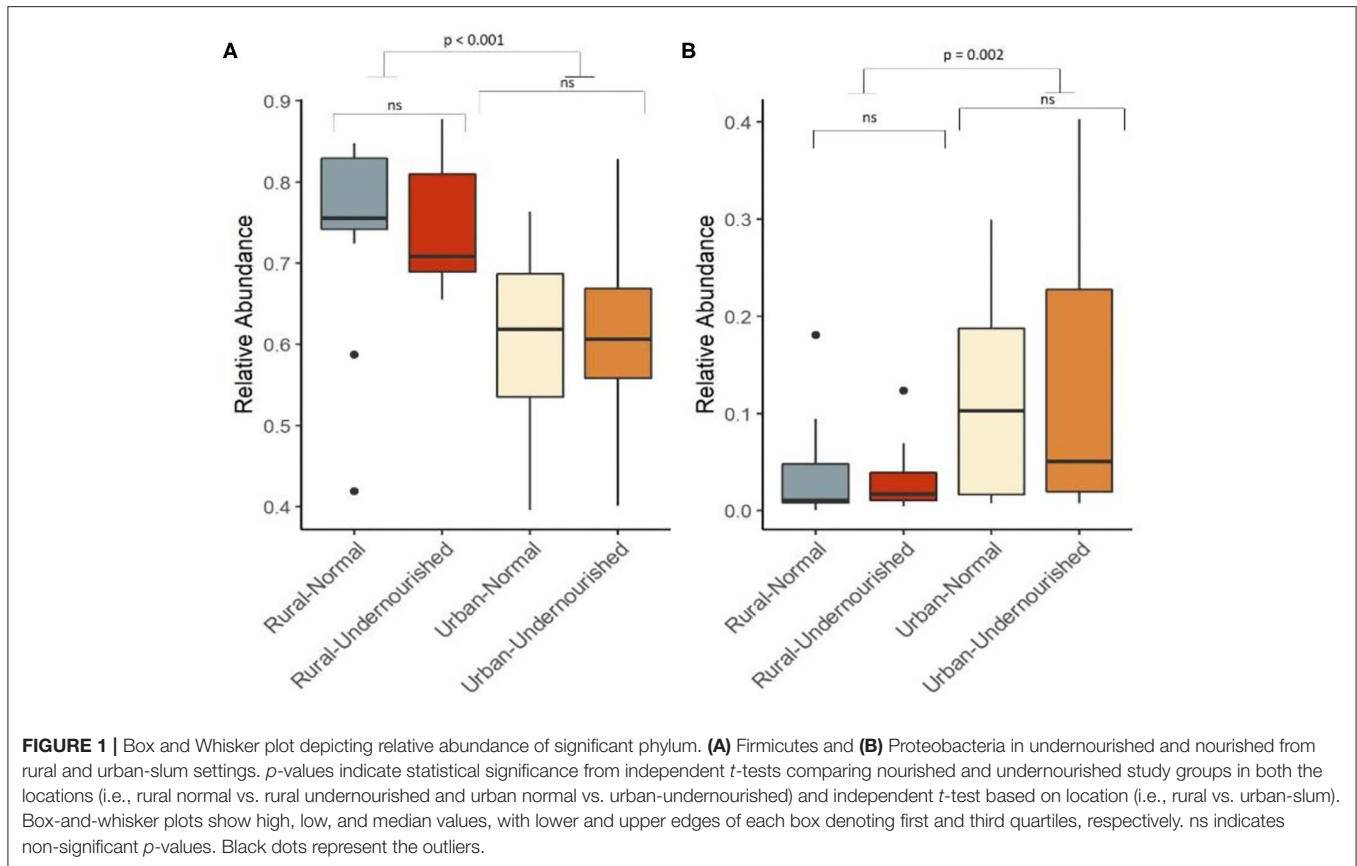 A
p < 0.001
ns
ns
0.9
0.8
0.7
0.6
0.5
0.4
Relative Abundance
Rural-Normal
Rural-Undernourished
Urban-Normal
Urban-Undernourished
B
p = 0.002
ns
ns
0.4
0.3
0.2
0.1
0.0
Relative Abundance
Rural-Normal
Rural-Undernourished
Urban-Normal
Urban-Undernourished
FIGURE 1 | Box and Whisker plot depicting relative abundance of significant phylum. (A) Firmicutes and (B) Proteobacteria in undernourished and nourished from
rural and urban-slum settings. p-values indicate statistical significance from independent t-tests comparing nourished and undernourished study groups in both the
locations (i.e., rural normal vs. rural undernourished and urban normal vs. urban-undernourished) and independent t-test based on location (i.e., rural vs. urban-slum).
Box-and-whisker plots show high, low, and median values, with lower and upper edges of each box denoting first and third quartiles, respectively. ns indicates
non-significant p-values. Black dots represent the outliers.